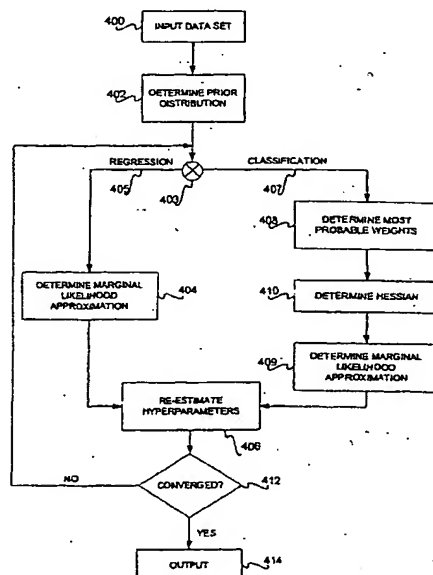 400
INPUT DATA SET
402
DETERMINE PRIOR
DISTRIBUTION
REGRESSION
CLASSIFICATION
405
403
407
408
DETERMINE MOST
PROBABLE WEIGHTS
DETERMINE MARGINAL
LIKELIHOOD
APPROXIMATION
404
410
DETERMINE HESSIAN
409
DETERMINE MARGINAL
LIKELIHOOD
APPROXIMATION
RE-ESTIMATE
HYPERPARAMETERS
406
NO
CONVERGED?
412
YES
OUTPUT
414